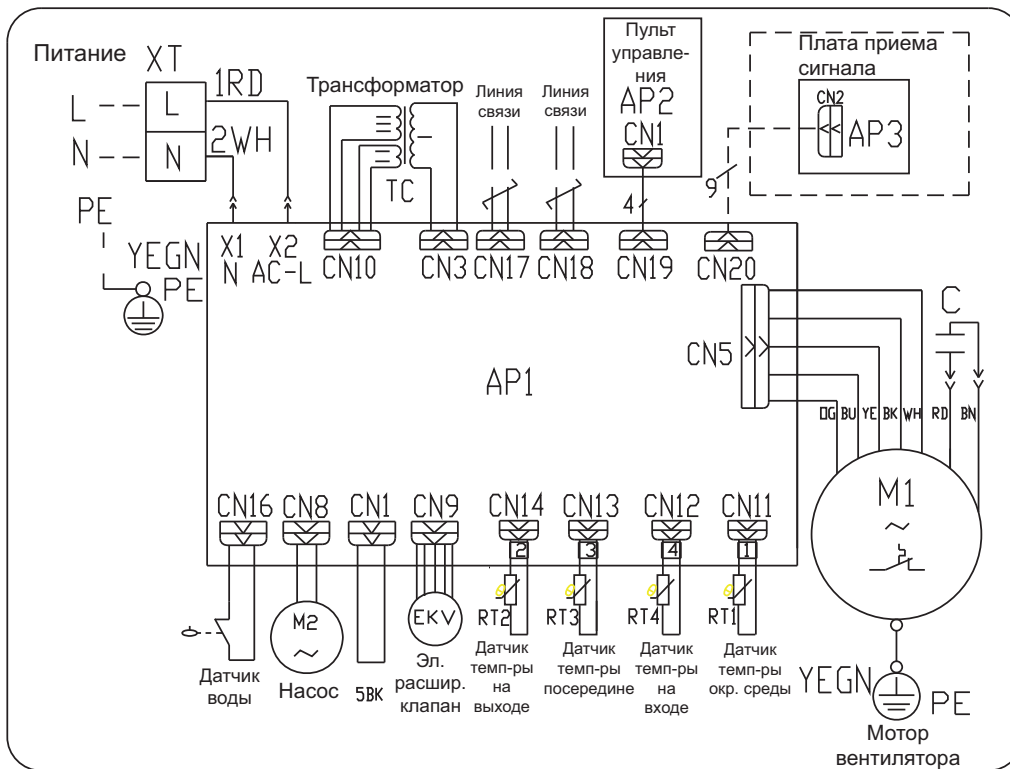 Питание
XT
L
L
N
N
1RD
2WH
PE
YEGN
PE
Трансформатор
TC
Линия
связи
Линия
связи
Пульт
управле-
ния
AP2
CN1
4
Плата приема
сигнала
CN2
AP3
9
X1
N
X2
AC-L
CN10
CN3
CN17
CN18
CN19
CN20
AP1
CN5
C
OG
BU
YE
BK
WH
RD
BN
M1
~
YEGN
PE
Мотор
вентилятора
CN16
CN8
CN1
CN9
CN14
CN13
CN12
CN11
2
3
4
1
RT2
RT3
RT4
RT1
M2
~
EKV
Датчик
воды
Насос
5BK
Эл.
расшир.
клапан
Датчик
темп-ры
на
выходе
Датчик
темп-ры
посередине
Датчик
темп-ры
на
входе
Датчик
темп-ры
окр. среды